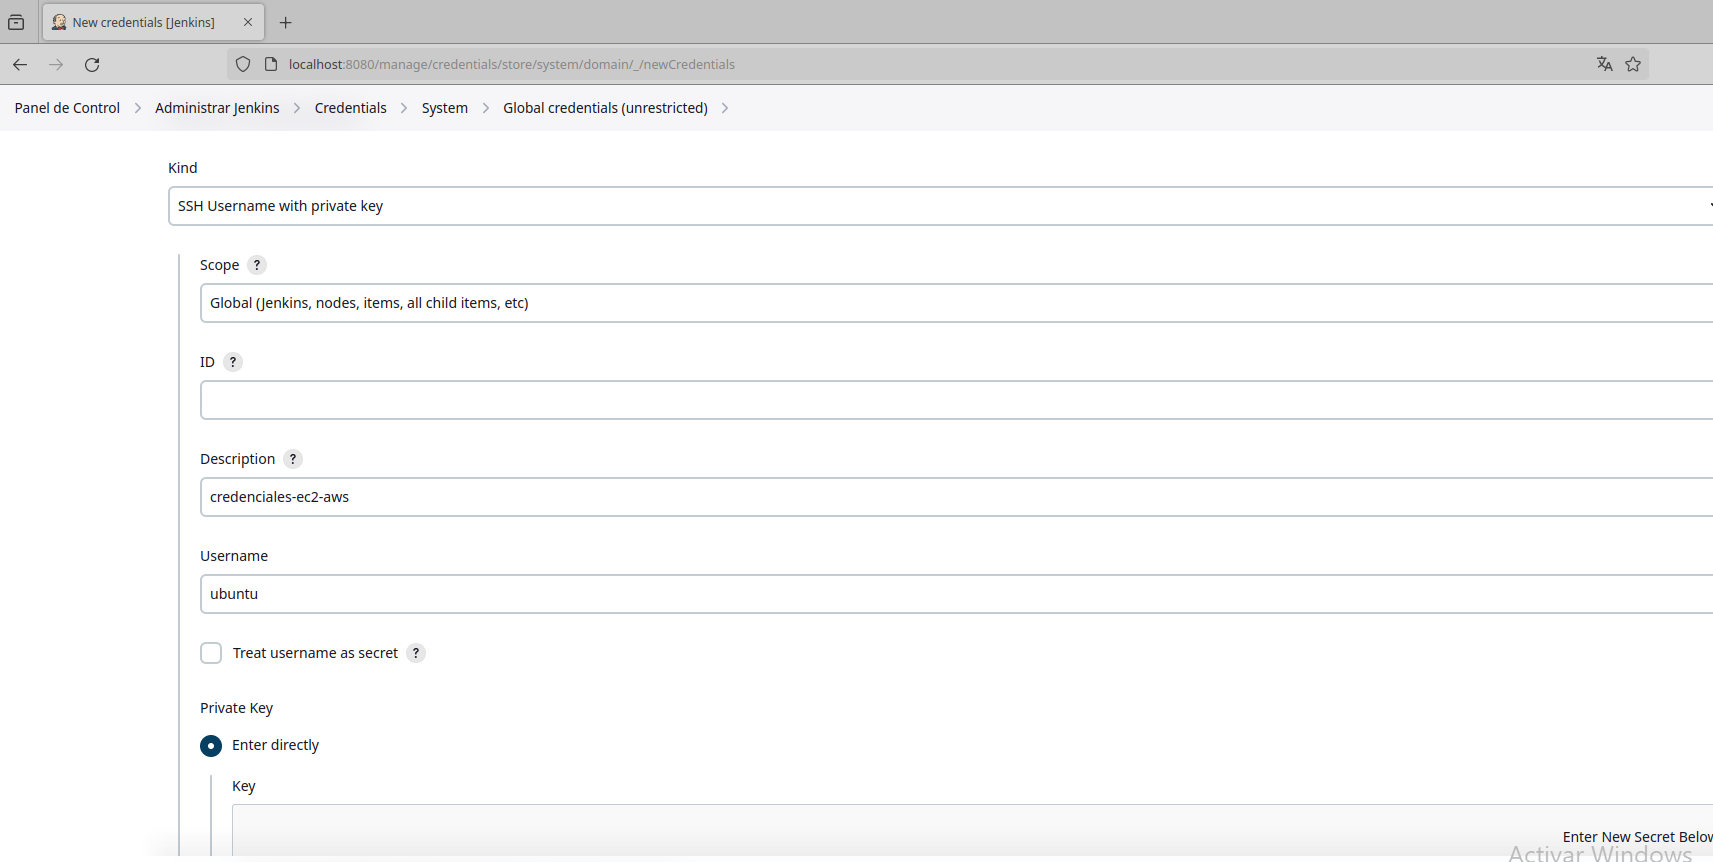 New credentials [Jenkins]
localhost:8080/manage/credentials/store/system/domain/_/newCredentials
Panel de Control > Administrar Jenkins > Credentials > System > Global credentials (unrestricted) >
Kind
SSH Username with private key
Scope ?
Global (Jenkins, nodes, items, all child items, etc)
ID ?
Description ?
credenciales-ec2-aws
Username
ubuntu
Treat username as secret ?
Private Key
Enter directly
Key
Enter New Secret Below
Activar Windows